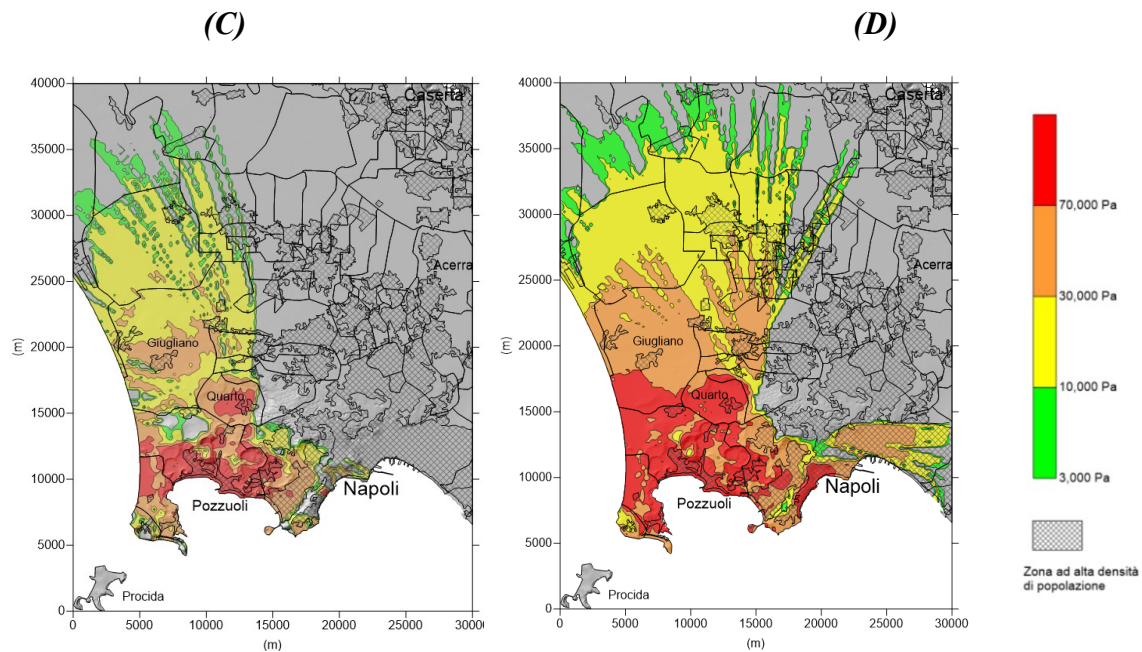 (C)
(D)
40000
35000
30000
25000
20000
15000
10000
5000
0
(m)
Caserta
Acerra
Giugliano
Quarto
Pozzuoli
Napoli
Procida
0
5000
10000
15000
20000
25000
30000
(m)
40000
35000
30000
25000
20000
15000
10000
5000
0
(m)
Caserta
Acerra
Giugliano
Quarto
Pozzuoli
Napoli
Procida
0
5000
10000
15000
20000
25000
30000
(m)
70,000 Pa
30,000 Pa
10,000 Pa
3,000 Pa
Zona ad alta densità
di popolazione